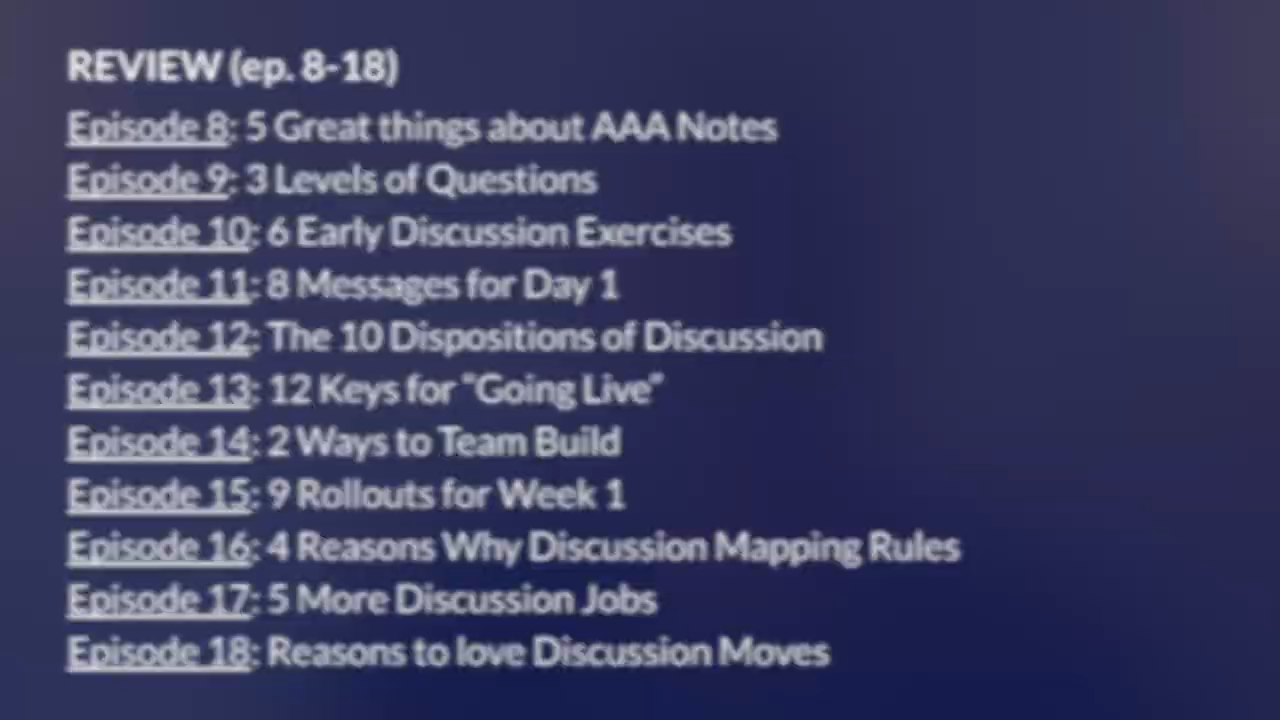 REVIEW (ep. 8-18)
Episode 8: 5 Great things about AAA Notes
Episode 9: 3 Levels of Questions
Episode 10: 6 Early Discussion Exercises
Episode 11: 8 Messages for Day 1
Episode 12: The 10 Dispositions of Discussion
Episode 13: 12 Keys for "Going Live"
Episode 14: 2 Ways to Team Build
Episode 15: 9 Rollouts for Week 1
Episode 16: 4 Reasons Why Discussion Mapping Rules
Episode 17: 5 More Discussion Jobs
Episode 18: Reasons to love Discussion Moves